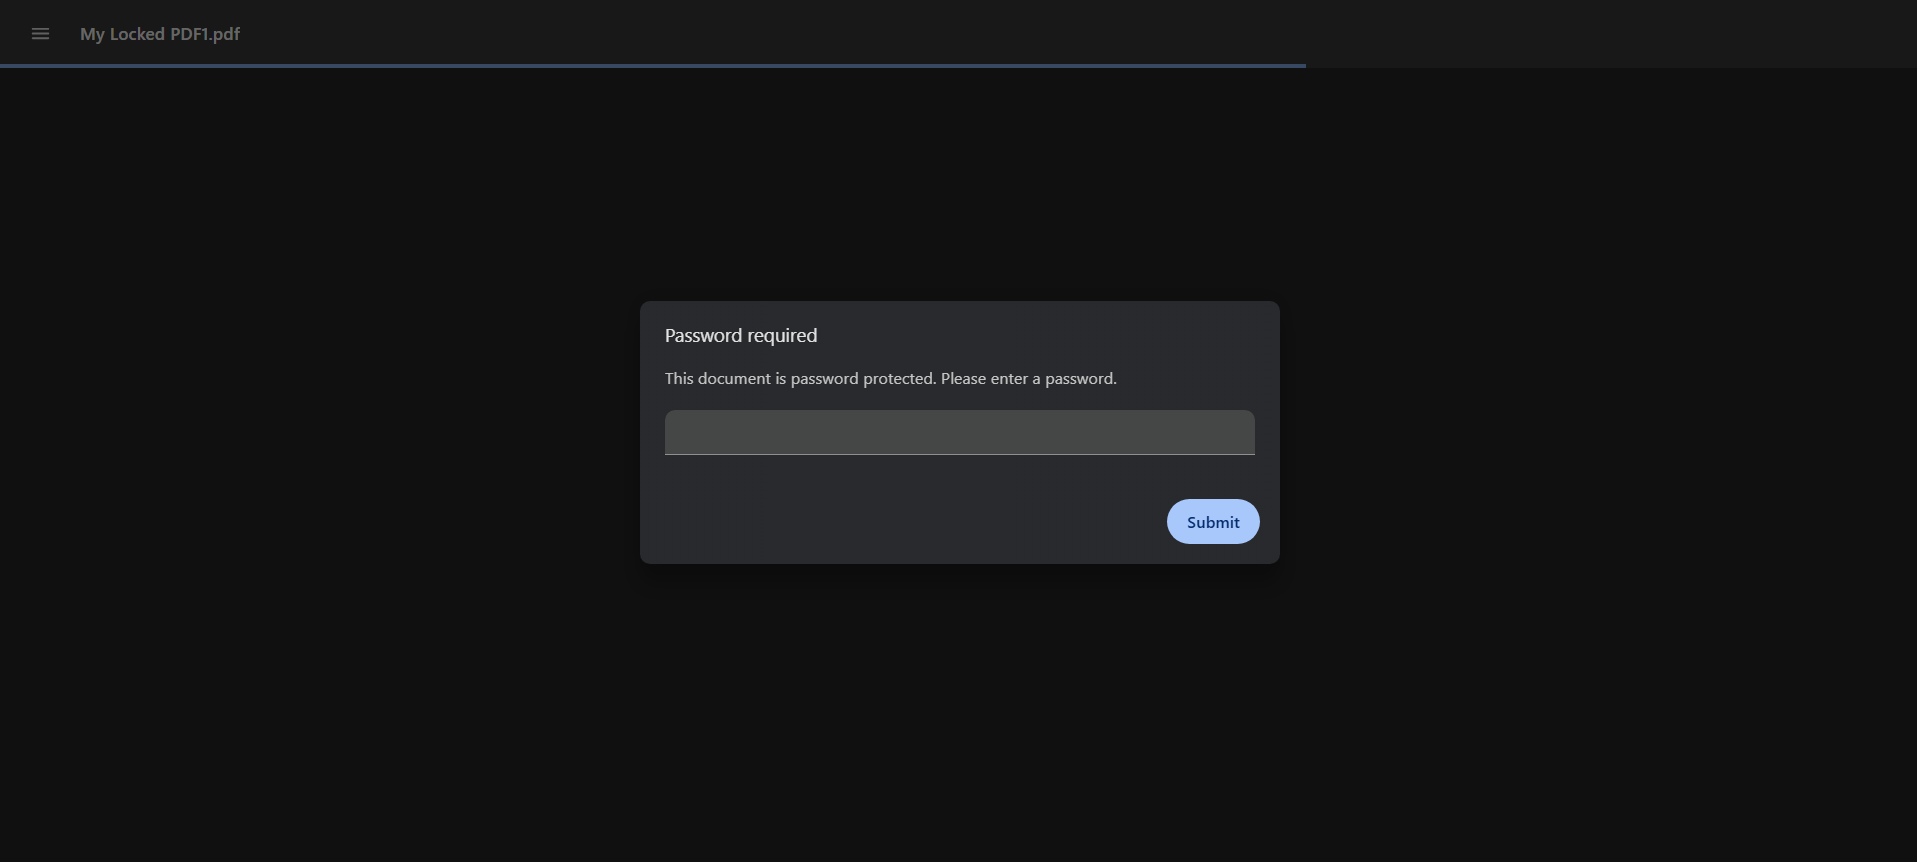 My Locked PDF1.pdf
Password required
This document is password protected. Please enter a password.
Submit